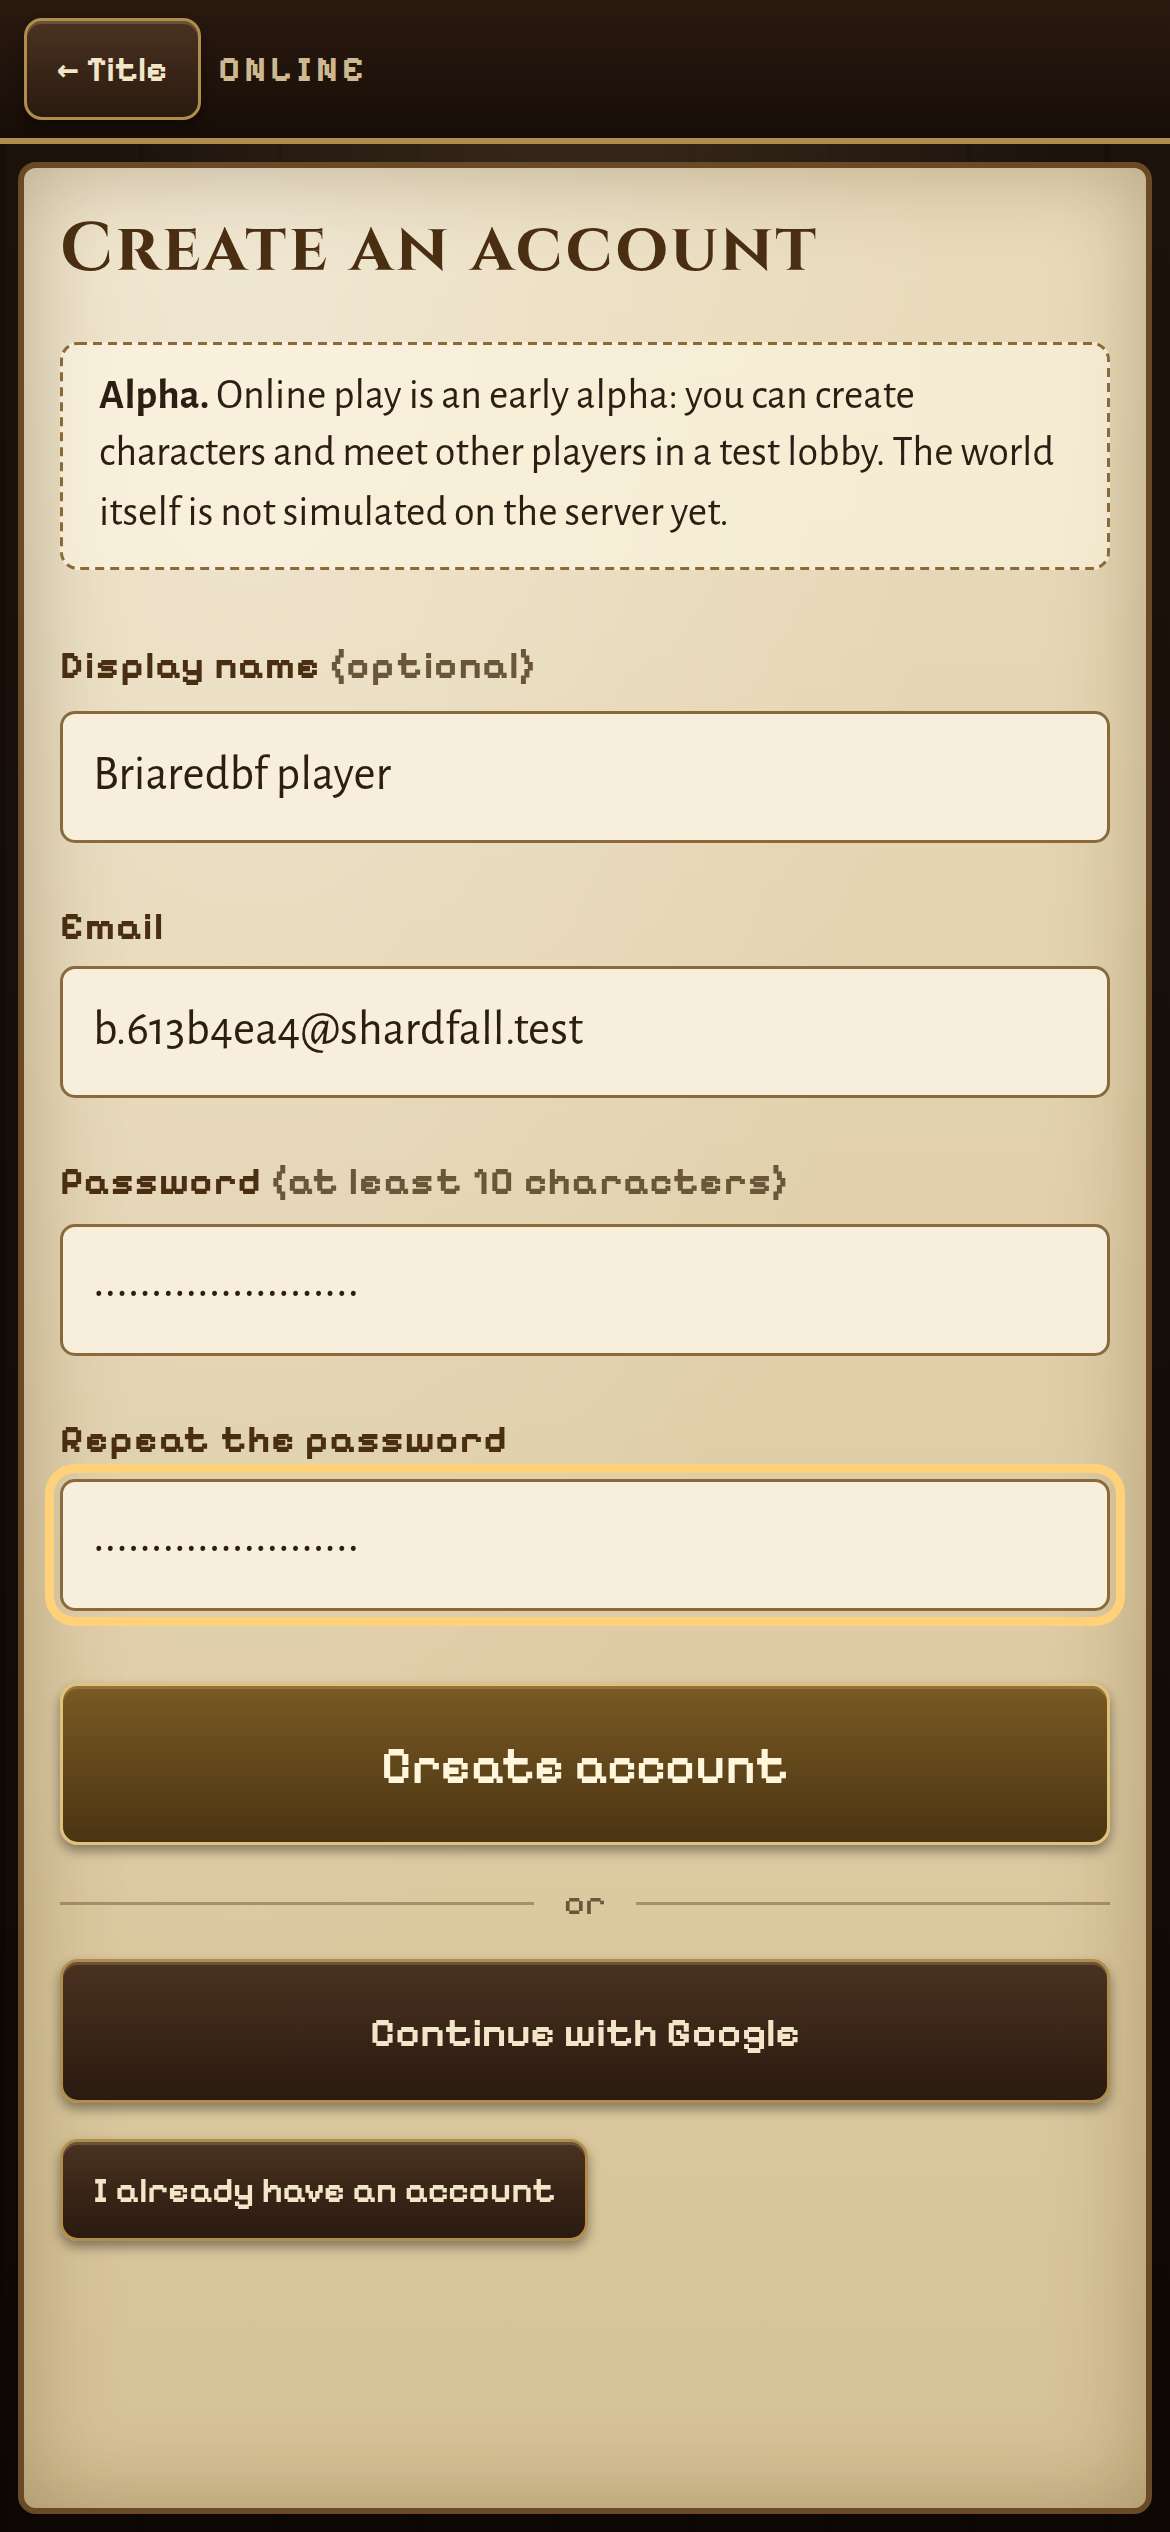 ← Title ONLINE
Create an account
Alpha. Online play is an early alpha: you can create
characters and meet other players in a test lobby. The world
itself is not simulated on the server yet.
Display name (optional)
Briaredbf player
Email
b.613b4ea4@shardfall.test
Password (at least 10 characters)
•••••••••••••••••••••••
Repeat the password
•••••••••••••••••••••••
Create account
or
Continue with Google
I already have an account